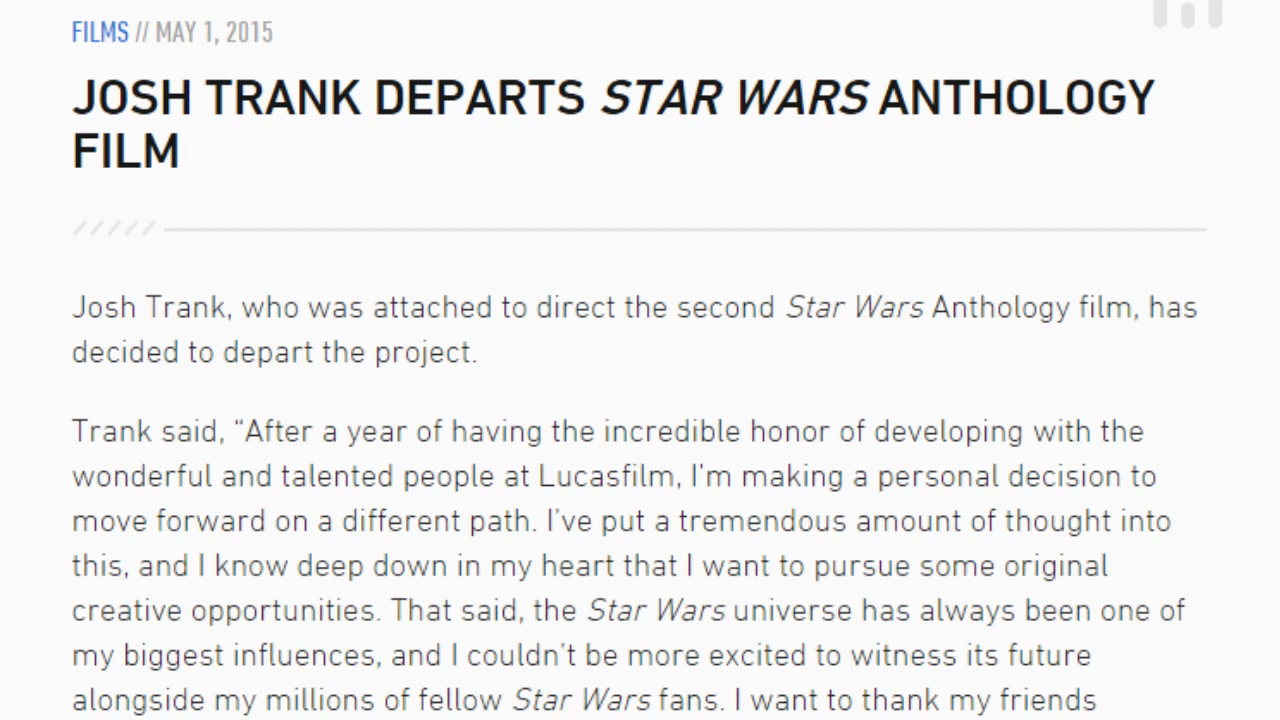 FILMS // MAY 1, 2015
JOSH TRANK DEPARTS STAR WARS ANTHOLOGY
FILM
Josh Trank, who was attached to direct the second Star Wars Anthology film, has
decided to depart the project.
Trank said, “After a year of having the incredible honor of developing with the
wonderful and talented people at Lucasfilm, I’m making a personal decision to
move forward on a different path. I’ve put a tremendous amount of thought into
this, and I know deep down in my heart that I want to pursue some original
creative opportunities. That said, the Star Wars universe has always been one of
my biggest influences, and I couldn’t be more excited to witness its future
alongside my millions of fellow Star Wars fans. I want to thank my friends